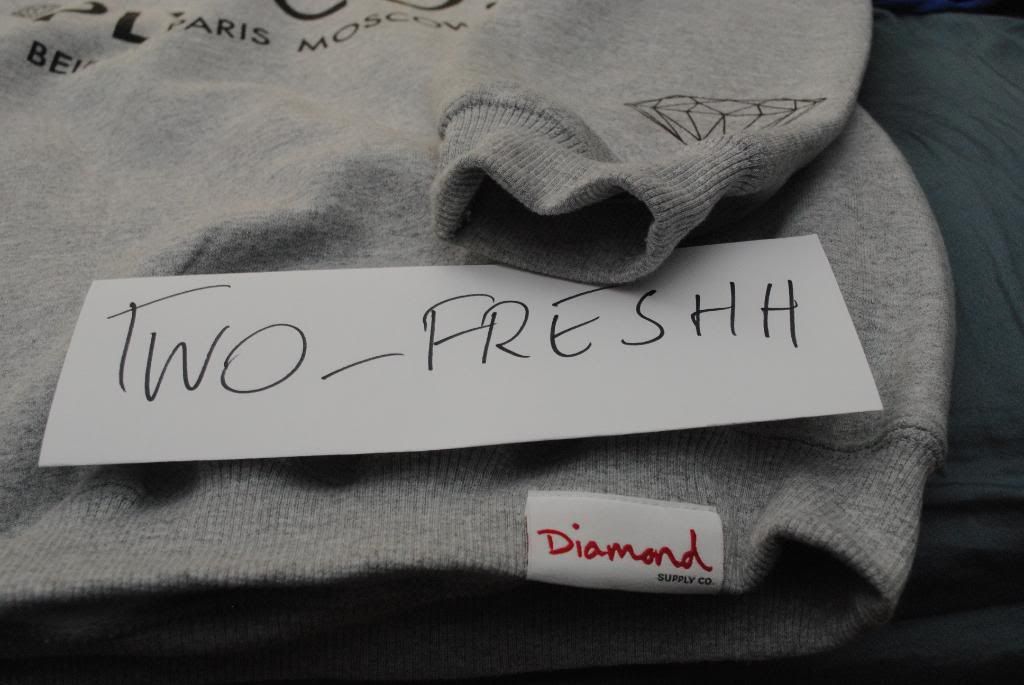 PARIS MOSCOW
TWO_FRESHH
Diamond
SUPPLY CO.